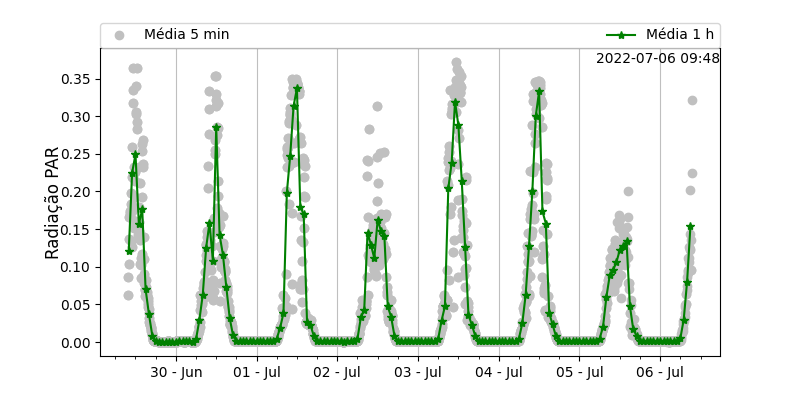 Média 5 min
Média 1 h
2022-07-06 09:48
Radiação PAR
0.35
0.30
0.25
0.20
0.15
0.10
0.05
0.00
30 - Jun
01 - Jul
02 - Jul
03 - Jul
04 - Jul
05 - Jul
06 - Jul